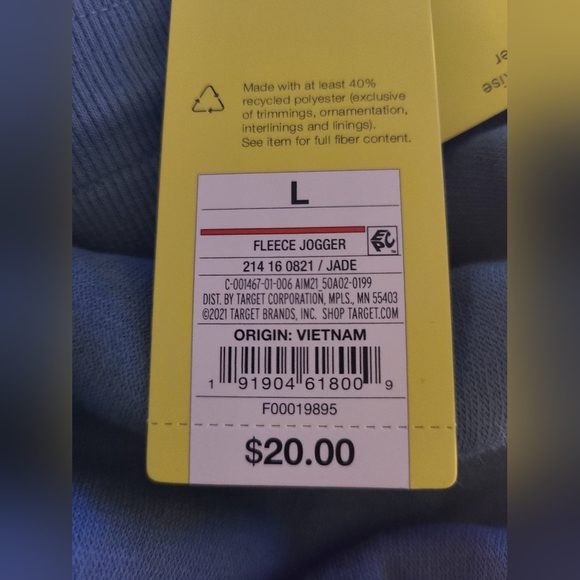 Made with at least 40%
recycled polyester (exclusive
of trimmings, ornamentation,
interlinings and linings).
See item for full fiber content.
L
FLEECE JOGGER
EPC
214 16 0821 / JADE
C-001467-01-006 AIM21_50A02-0199
DIST. BY TARGET CORPORATION, MPLS., MN 55403
©2021 TARGET BRANDS, INC. SHOP TARGET.COM
ORIGIN: VIETNAM
1 91904 61800 9
F00019895
$20.00